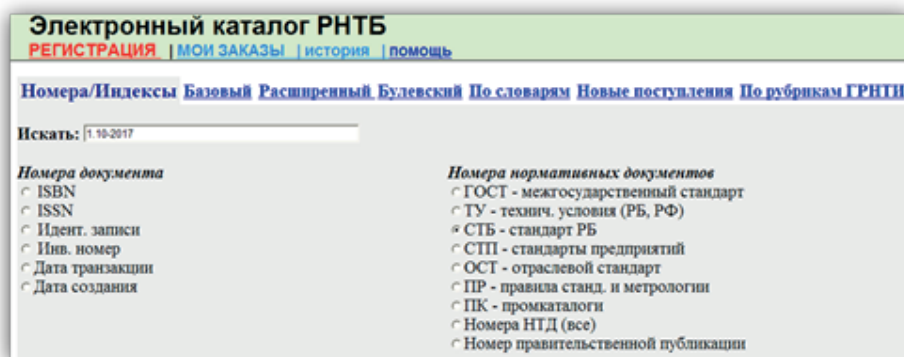 Электронный каталог РНТБ
РЕГИСТРАЦИЯ | МОИ ЗАКАЗЫ | история | помощь
Номера/Индексы Базовый Расширенный Булевский По словарям Новые поступления По рубрикам ГРНТИ
Искать: 1.10-2017
Номера документа
ISBN
ISSN
Идент. записи
Инв. номер
Дата транзакции
Дата создания
Номера нормативных документов
ГОСТ - межгосударственный стандарт
ТУ - технич. условия (РБ, РФ)
СТБ - стандарт РБ
СТП - стандарты предприятий
ОСТ - отраслевой стандарт
ПР - правила станд. и метрологии
ПК - промкаталоги
Номера НТД (все)
Номер правительственной публикации